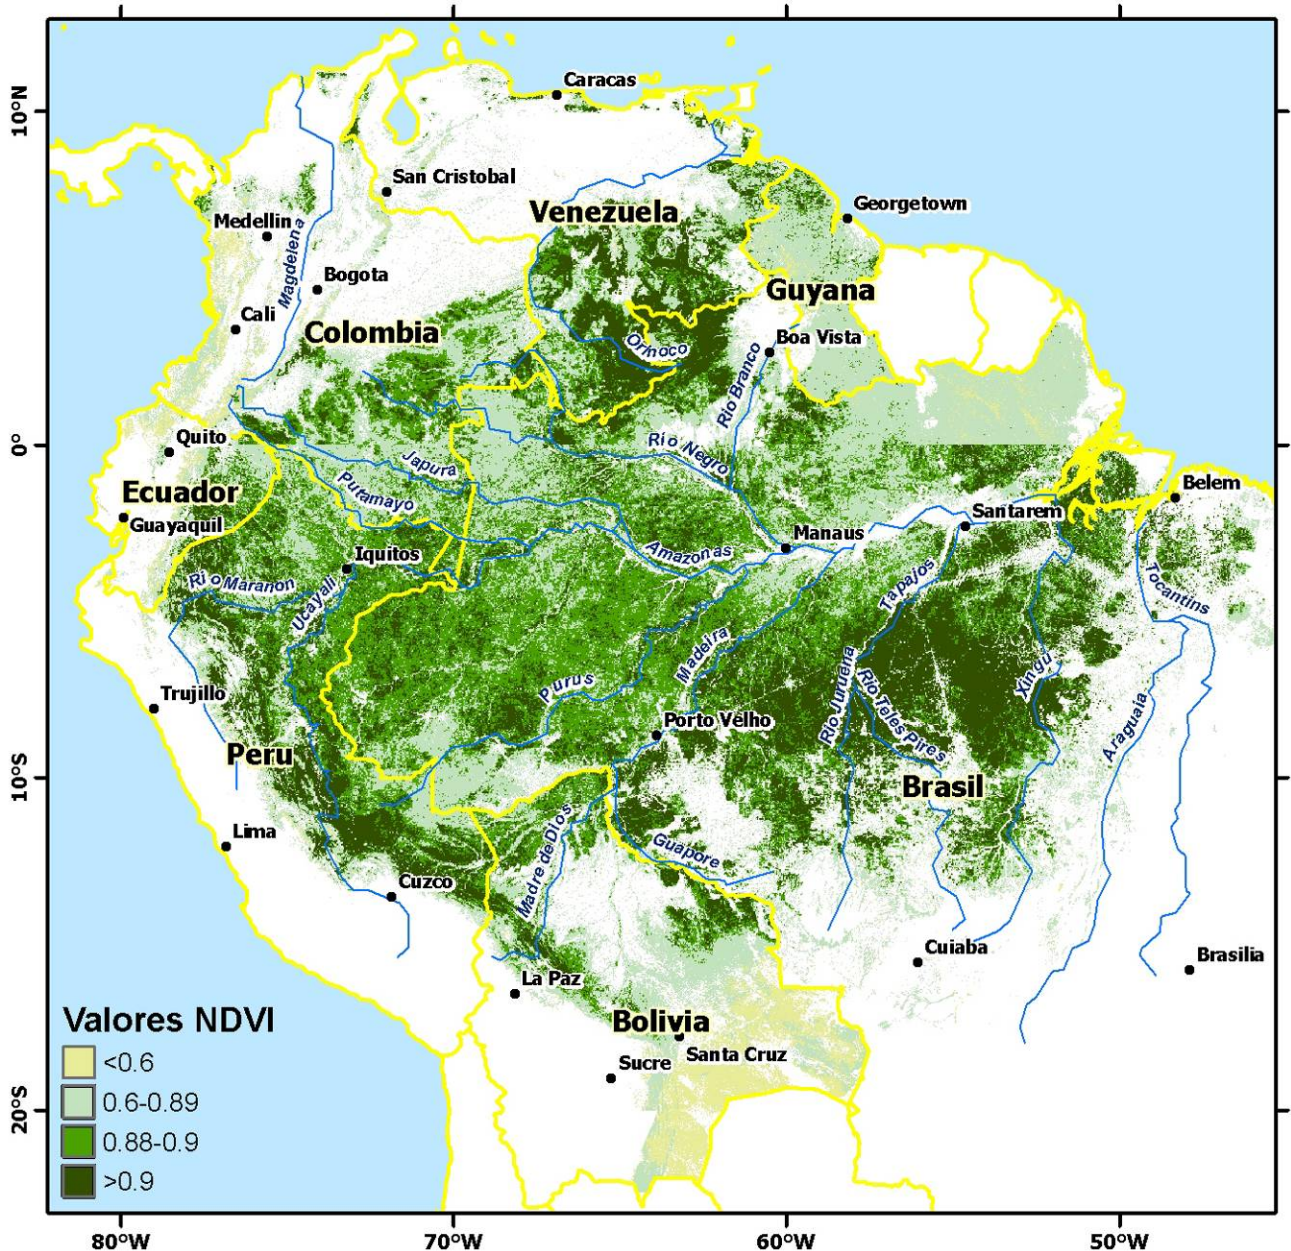 10°N
0°
10°S
20°S
80°W
70°W
60°W
50°W
Caracas
San Cristobal
Venezuela
Georgetown
Medellin
Magdelena
Bogota
Guyana
Cali
Colombia
Orinoco
Boa Vista
Rio Branco
Quito
Rio Negro
Japura
Putamayo
Ecuador
Guayaquil
Belem
Santarem
Manaus
Iquitos
Amazonas
Rio Maranon
Ucayali
Tapajos
Tocantins
Madeira
Xingu
Purus
Rio Juruena
Rio Teles Pires
Trujillo
Porto Velho
Araguaia
Peru
Brasil
Lima
Madre de Dios
Guapore
Cuzco
Cuiaba
Brasilia
La Paz
Bolivia
Santa Cruz
Sucre
Valores NDVI
<0.6
0.6-0.89
0.88-0.9
>0.9